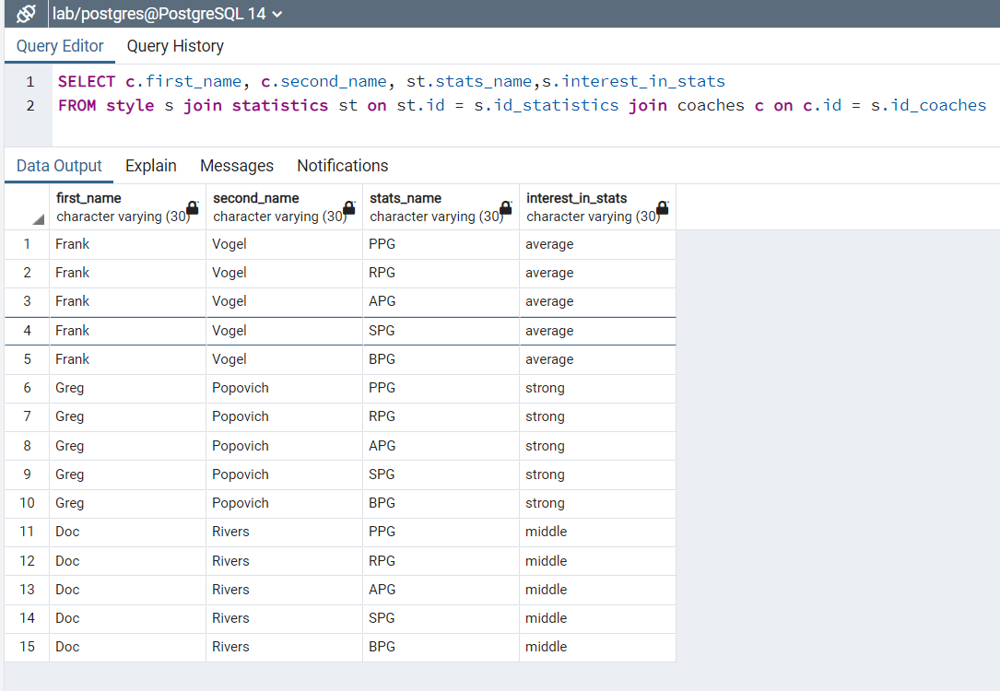 lab/postgres@PostgreSQL 14
Query Editor Query History
1 SELECT c.first_name, c.second_name, st.stats_name,s.interest_in_stats
2 FROM style s join statistics st on st.id = s.id_statistics join coaches c on c.id = s.id_coaches
Data Output Explain Messages Notifications
first_name second_name stats_name interest_in_stats
character varying (30) character varying (30) character varying (30) character varying (30)
1 Frank Vogel PPG average
2 Frank Vogel RPG average
3 Frank Vogel APG average
4 Frank Vogel SPG average
5 Frank Vogel BPG average
6 Greg Popovich PPG strong
7 Greg Popovich RPG strong
8 Greg Popovich APG strong
9 Greg Popovich SPG strong
10 Greg Popovich BPG strong
11 Doc Rivers PPG middle
12 Doc Rivers RPG middle
13 Doc Rivers APG middle
14 Doc Rivers SPG middle
15 Doc Rivers BPG middle